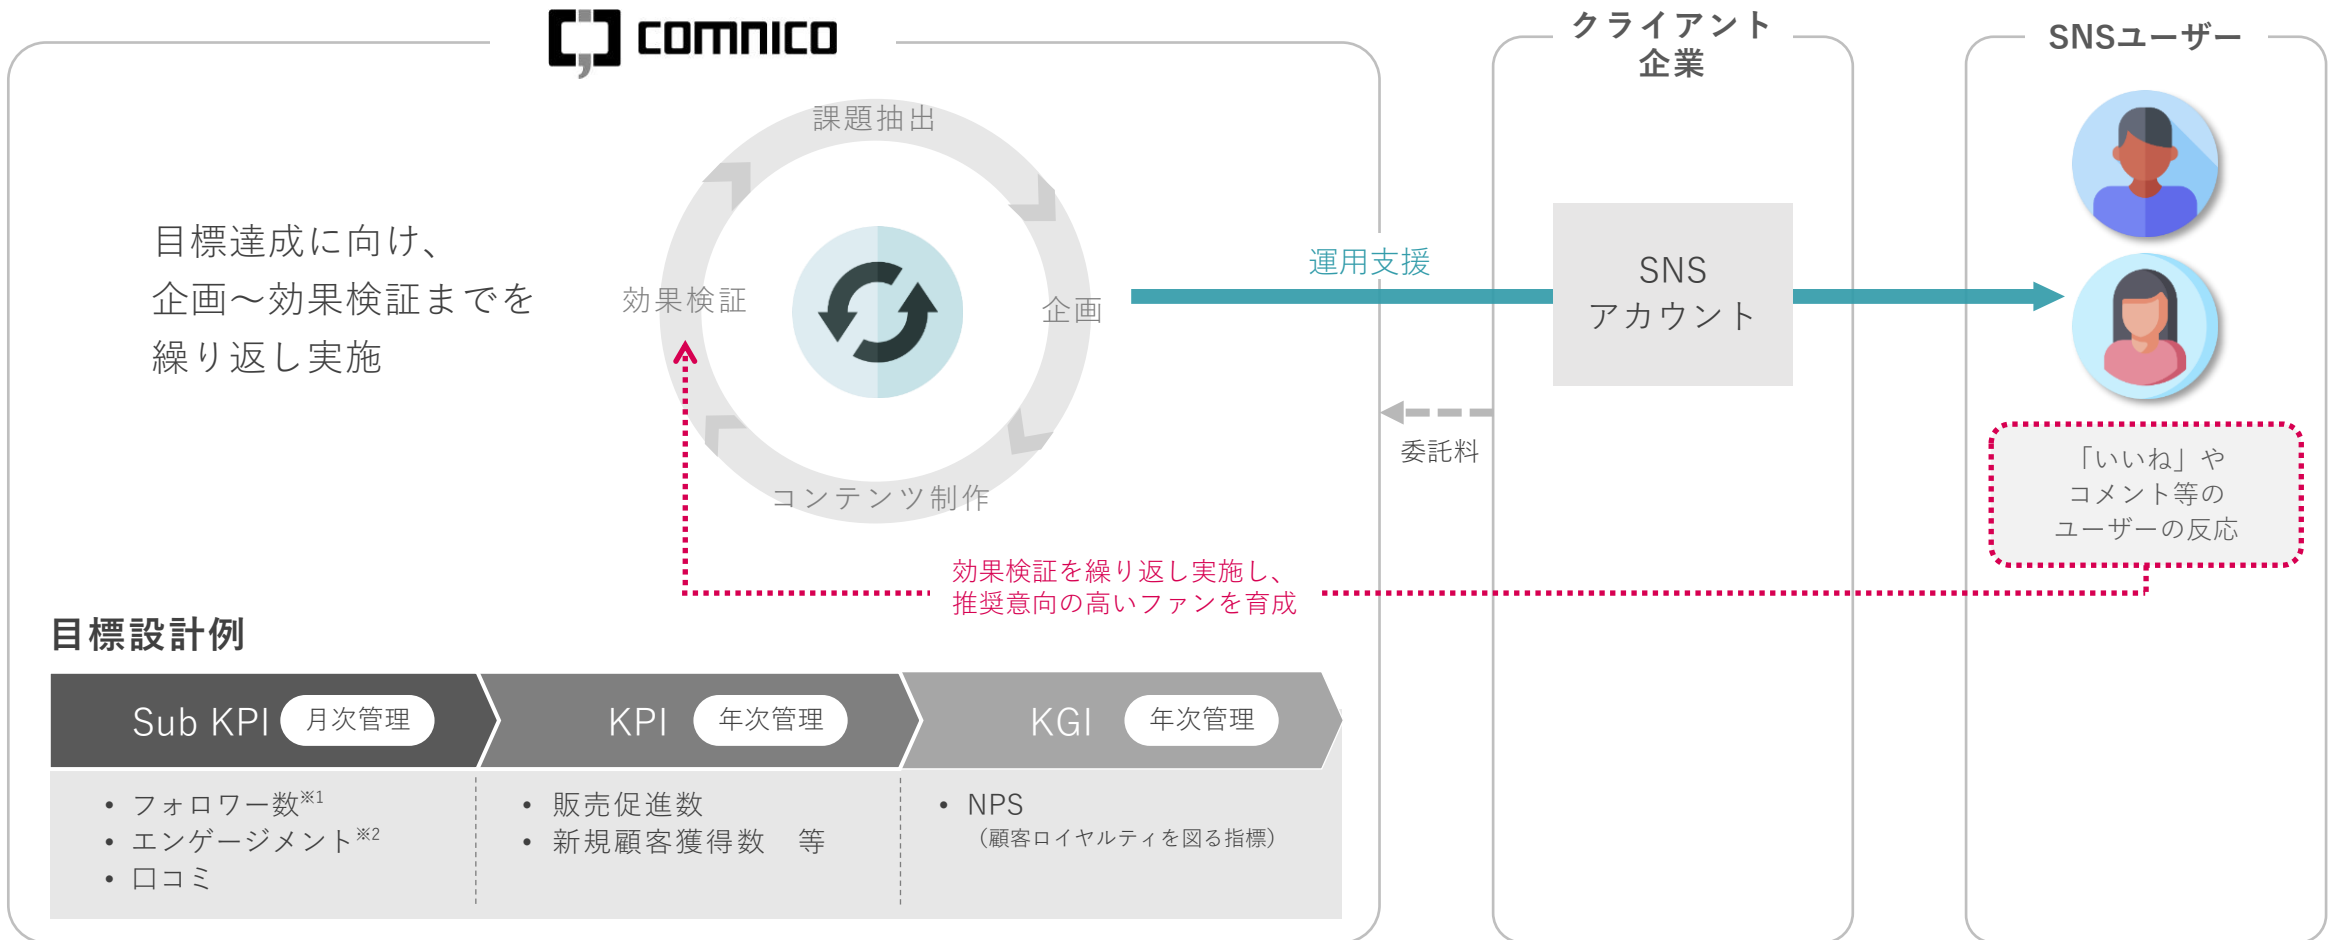 comnico
クライアント
企業
SNSユーザー
課題抽出
目標達成に向け、
企画～効果検証までを
繰り返し実施
効果検証
企画
コンテンツ制作
運用支援
SNS
アカウント
委託料
「いいね」や
コメント等の
ユーザーの反応
効果検証を繰り返し実施し、
推奨意向の高いファンを育成
目標設計例
Sub KPI 月次管理
KPI 年次管理
KGI 年次管理
• フォロワー数※1
• エンゲージメント※2
• 口コミ
• 販売促進数
• 新規顧客獲得数　等
• NPS
（顧客ロイヤルティを図る指標）